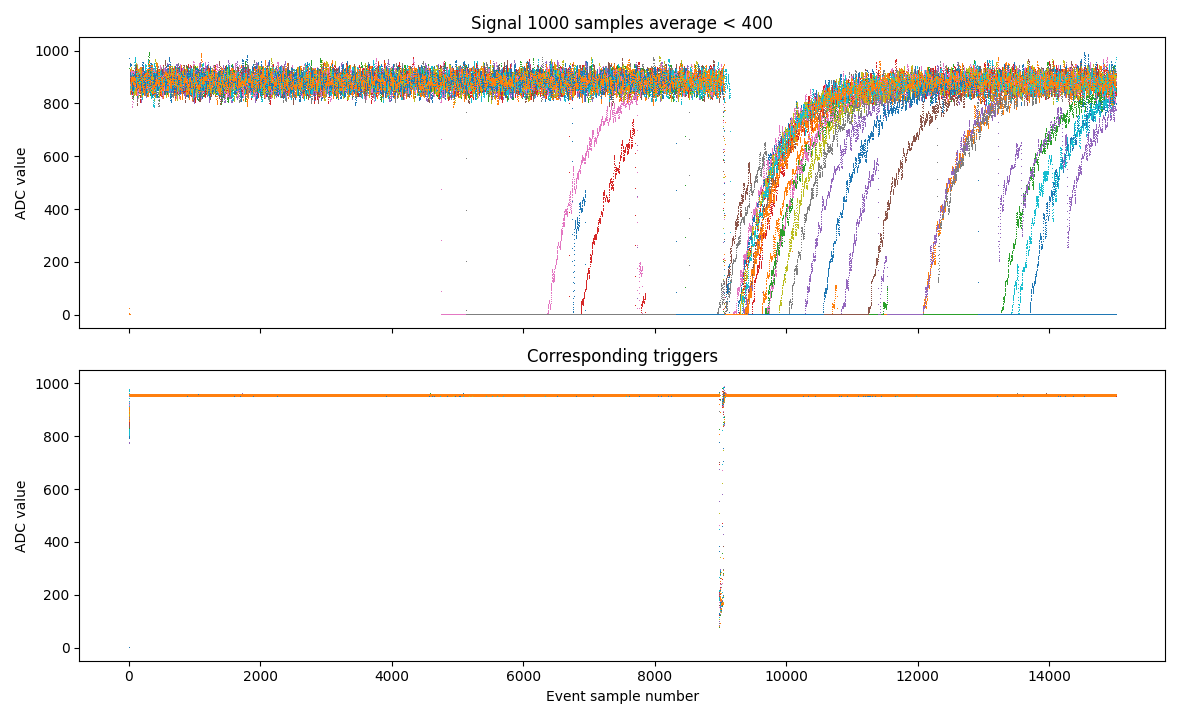 Signal 1000 samples average < 400
1000
800
600
400
200
0
ADC value
Corresponding triggers
1000
800
600
400
200
0
ADC value
0 2000 4000 6000 8000 10000 12000 14000
Event sample number